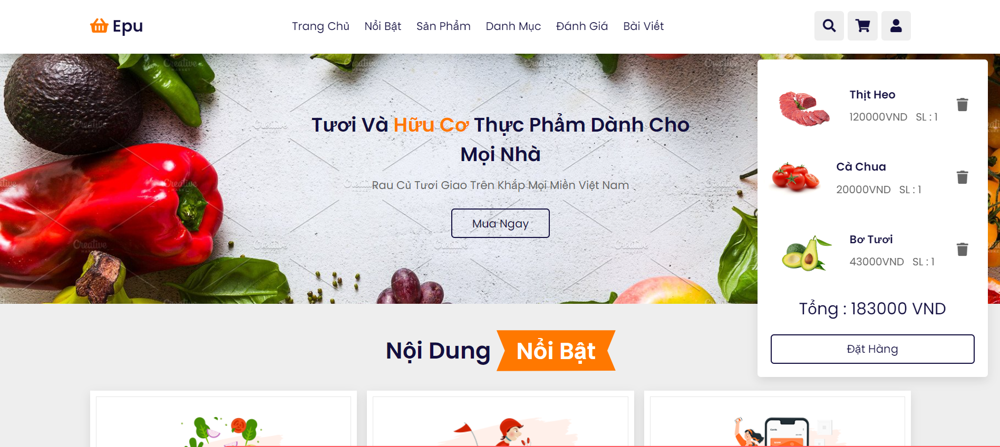 Epu
Trang Chủ Nổi Bật Sản Phẩm Danh Mục Đánh Giá Bài Viết
Tươi Và Hữu Cơ Thực Phẩm Dành Cho
Mọi Nhà
Rau Củ Tươi Giao Trên Khắp Mọi Miền Việt Nam
Mua Ngay
Thịt Heo
120000VND SL : 1
Cà Chua
20000VND SL : 1
Bơ Tươi
43000VND SL : 1
Tổng : 183000 VND
Đặt Hàng
Nội Dung Nổi Bật
Creative
MARKET